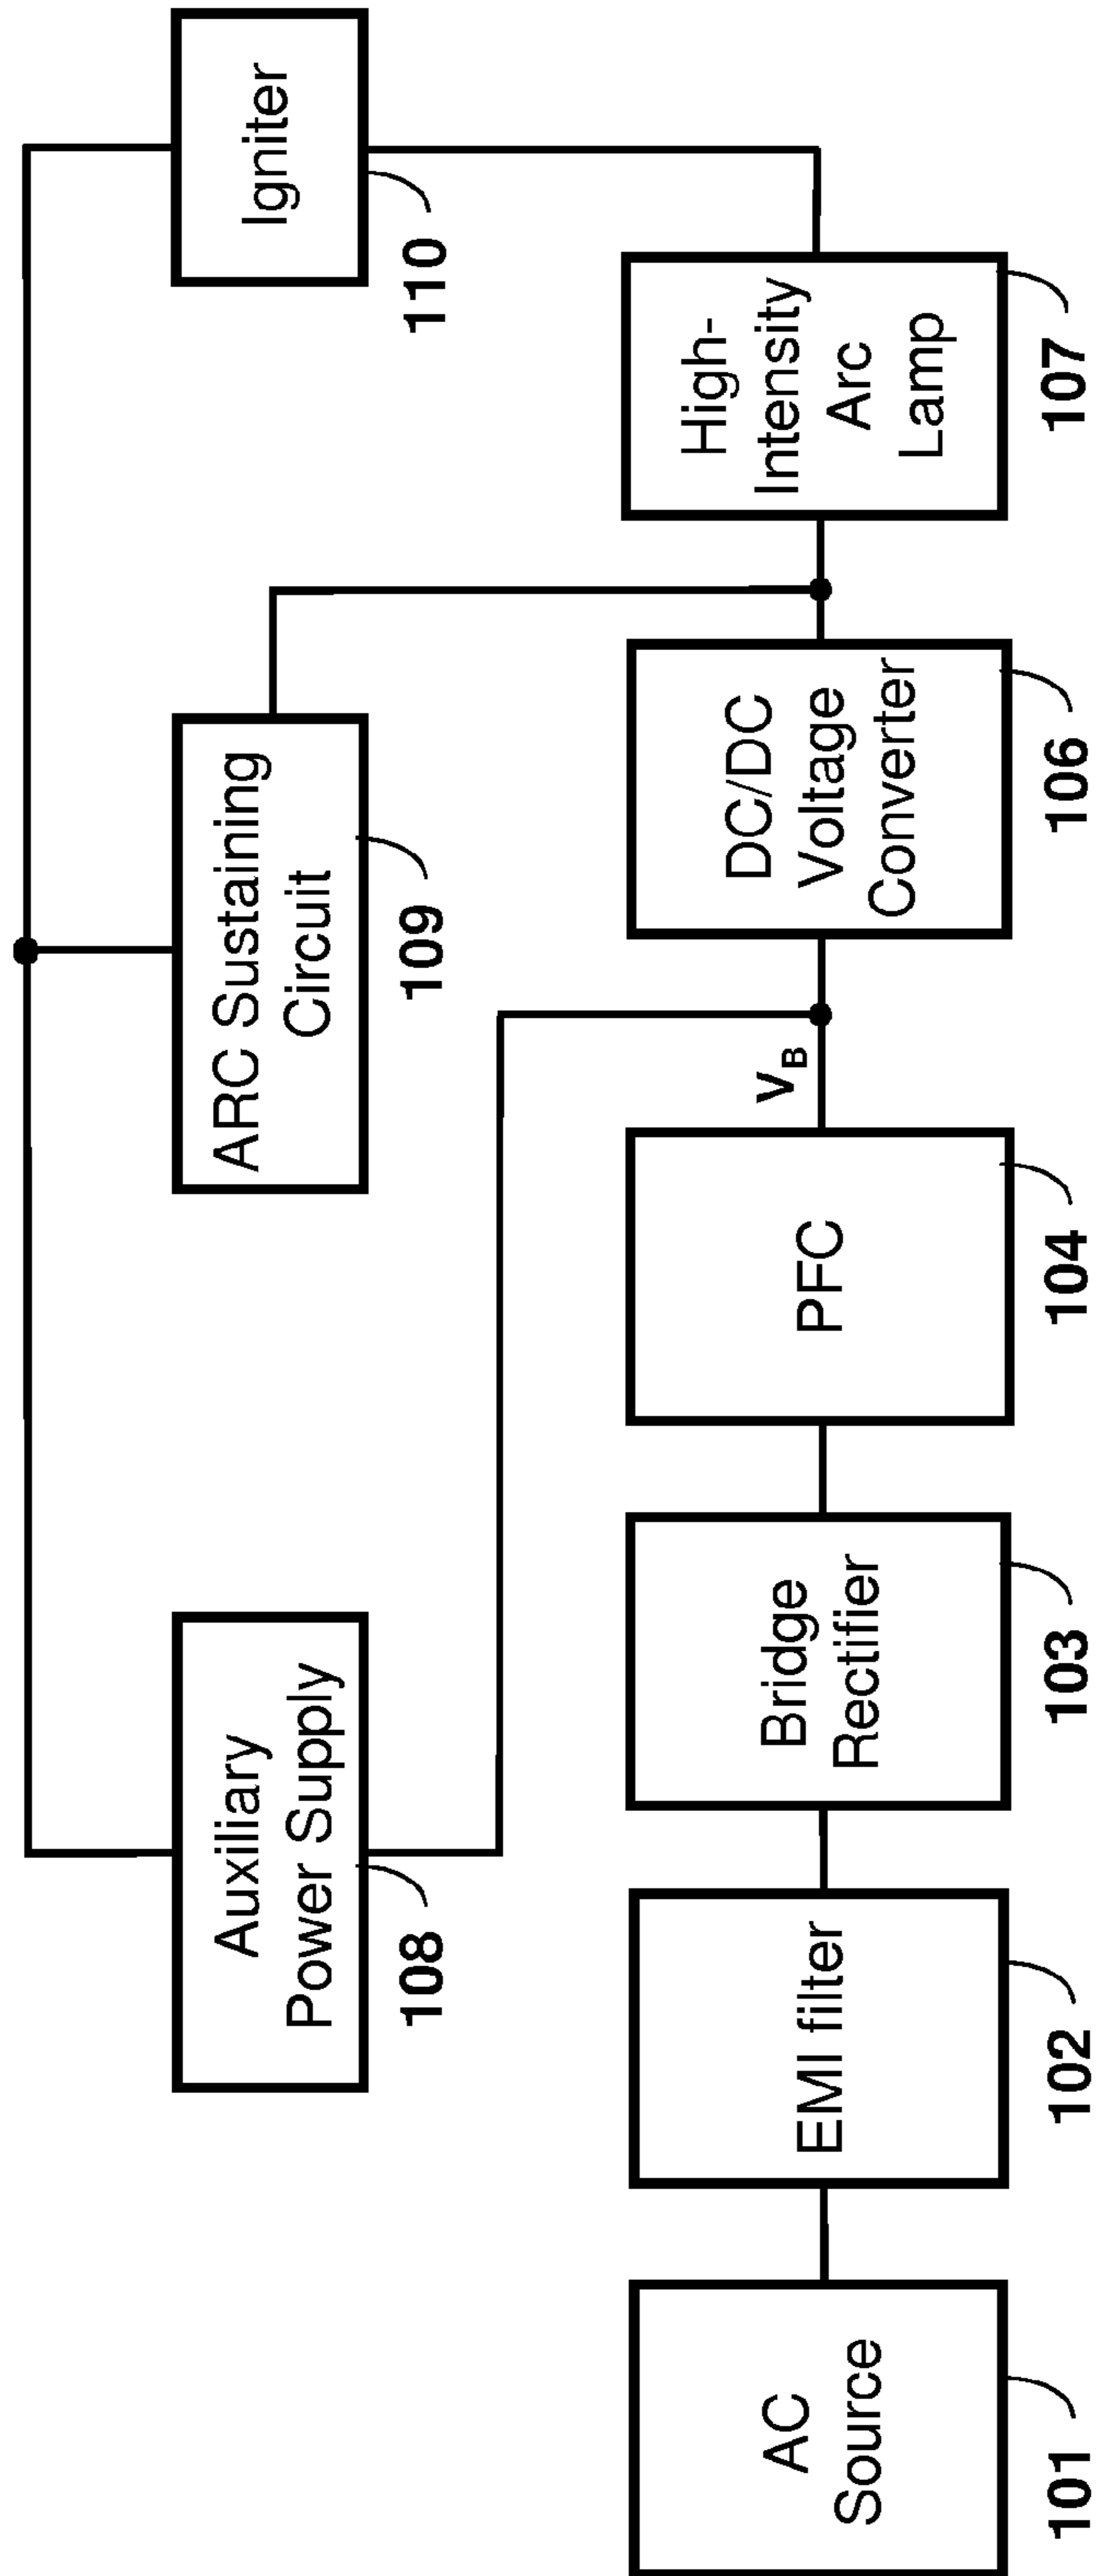 Auxiliary
Power Supply
108
ARC Sustaining
Circuit
109
Igniter
110
AC
Source
101
EMI filter
102
Bridge
Rectifier
103
PFC
104
VB
DC/DC
Voltage
Converter
106
High-
Intensity
Arc
Lamp
107